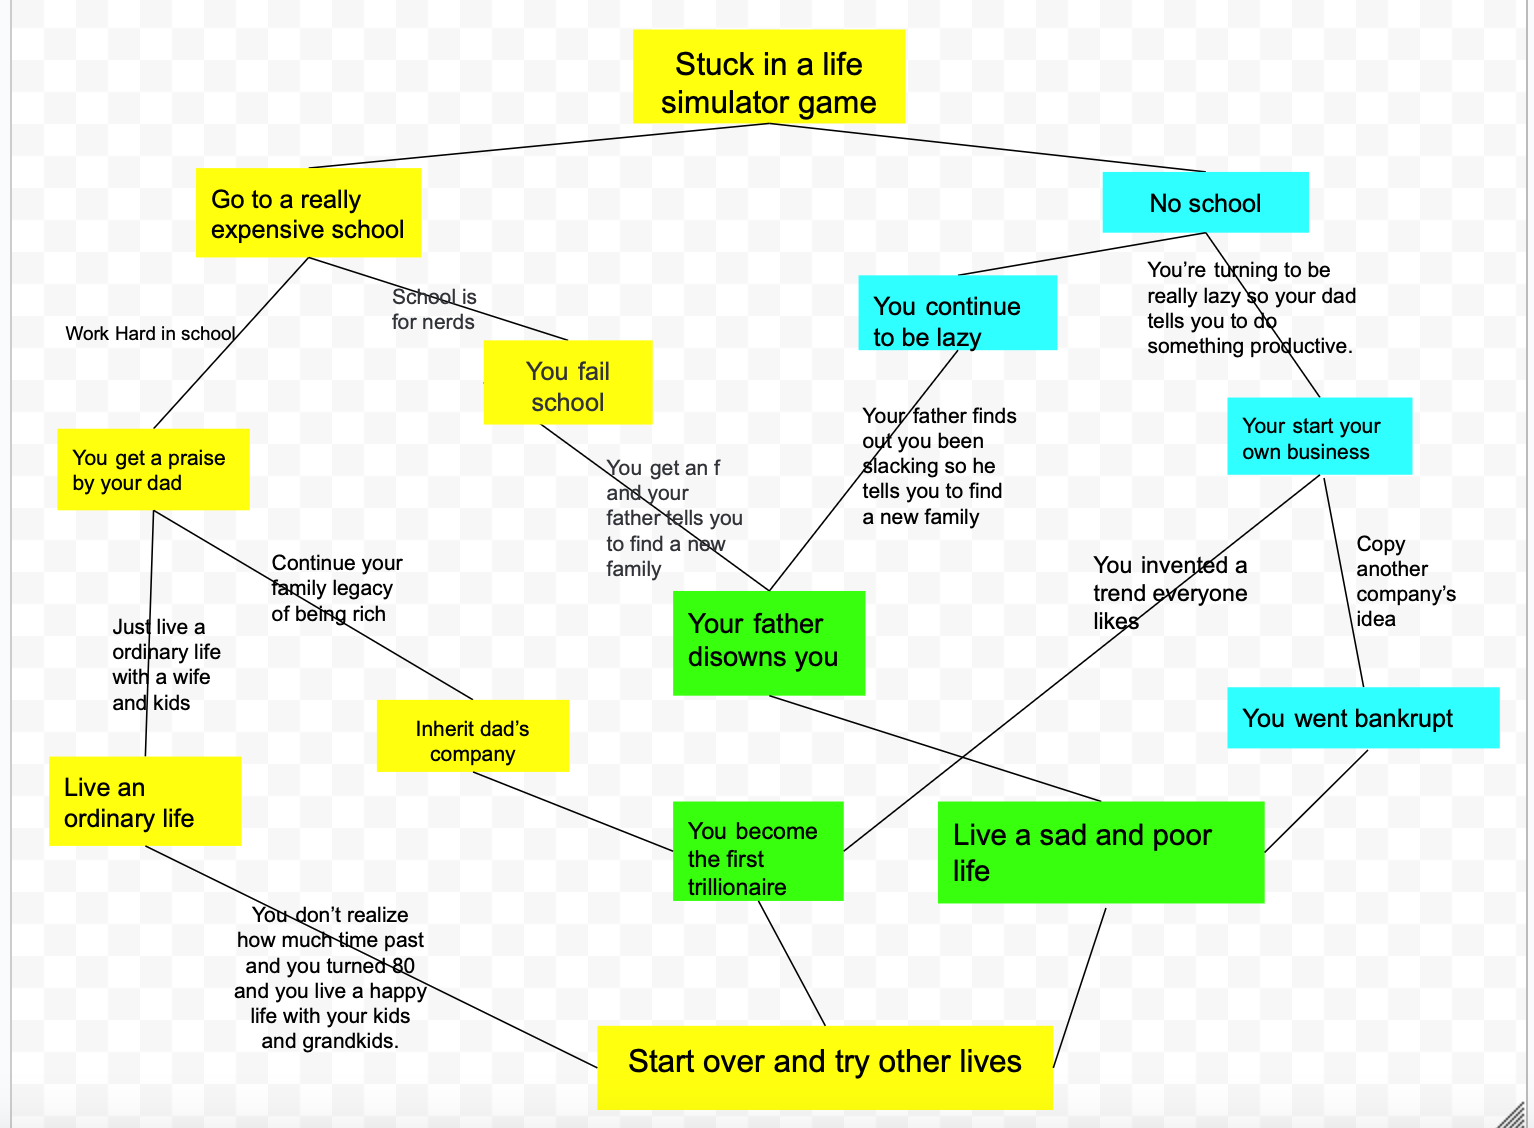 Stuck in a life
simulator game
Go to a really
expensive school
No school
School is
for nerds
Work Hard in school
You fail
school
You continue
to be lazy
You’re turning to be
really lazy so your dad
tells you to do
something productive.
You get a praise
by your dad
You get an f
and your
father tells you
to find a new
family
Your father finds
out you been
slacking so he
tells you to find
a new family
Your start your
own business
Continue your
family legacy
of being rich
Just live a
ordinary life
with a wife
and kids
Your father
disowns you
You invented a
trend everyone
likes
Copy
another
company’s
idea
Inherit dad’s
company
You went bankrupt
Live an
ordinary life
You become
the first
trillionaire
Live a sad and poor
life
You don’t realize
how much time past
and you turned 80
and you live a happy
life with your kids
and grandkids.
Start over and try other lives